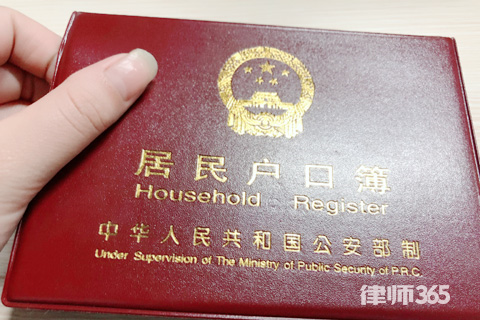 居民户口簿
Household Register
中华人民共和国公安部制
Under Supervision of The Ministry of Public Security of P.R.C.
律师365